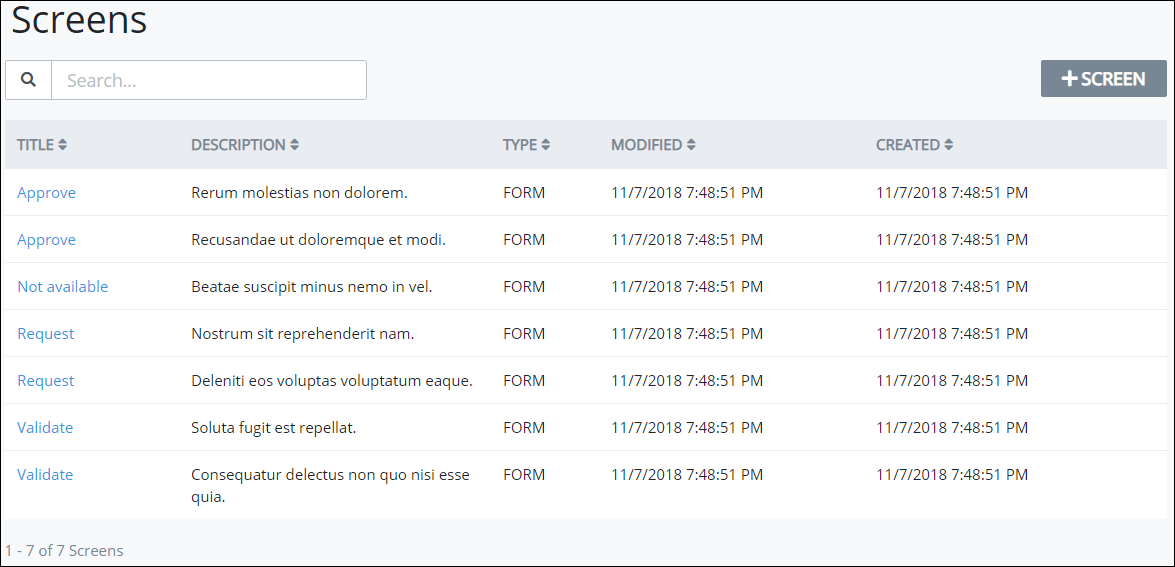 Screens
Search...
SCREEN
TITLE DESCRIPTION TYPE MODIFIED CREATED
Approve Rerum molestias non dolorem. FORM 11/7/2018 7:48:51 PM 11/7/2018 7:48:51 PM
Approve Recusandae ut doloremque et modi. FORM 11/7/2018 7:48:51 PM 11/7/2018 7:48:51 PM
Not available Beatae suscipit minus nemo in vel. FORM 11/7/2018 7:48:51 PM 11/7/2018 7:48:51 PM
Request Nostrum sit reprehenderit nam. FORM 11/7/2018 7:48:51 PM 11/7/2018 7:48:51 PM
Request Deleniti eos voluptas voluptatum eaque. FORM 11/7/2018 7:48:51 PM 11/7/2018 7:48:51 PM
Validate Soluta fugit est repellat. FORM 11/7/2018 7:48:51 PM 11/7/2018 7:48:51 PM
Validate Consequatur delectus non quo nisi esse FORM 11/7/2018 7:48:51 PM 11/7/2018 7:48:51 PM
quia.
1 - 7 of 7 Screens